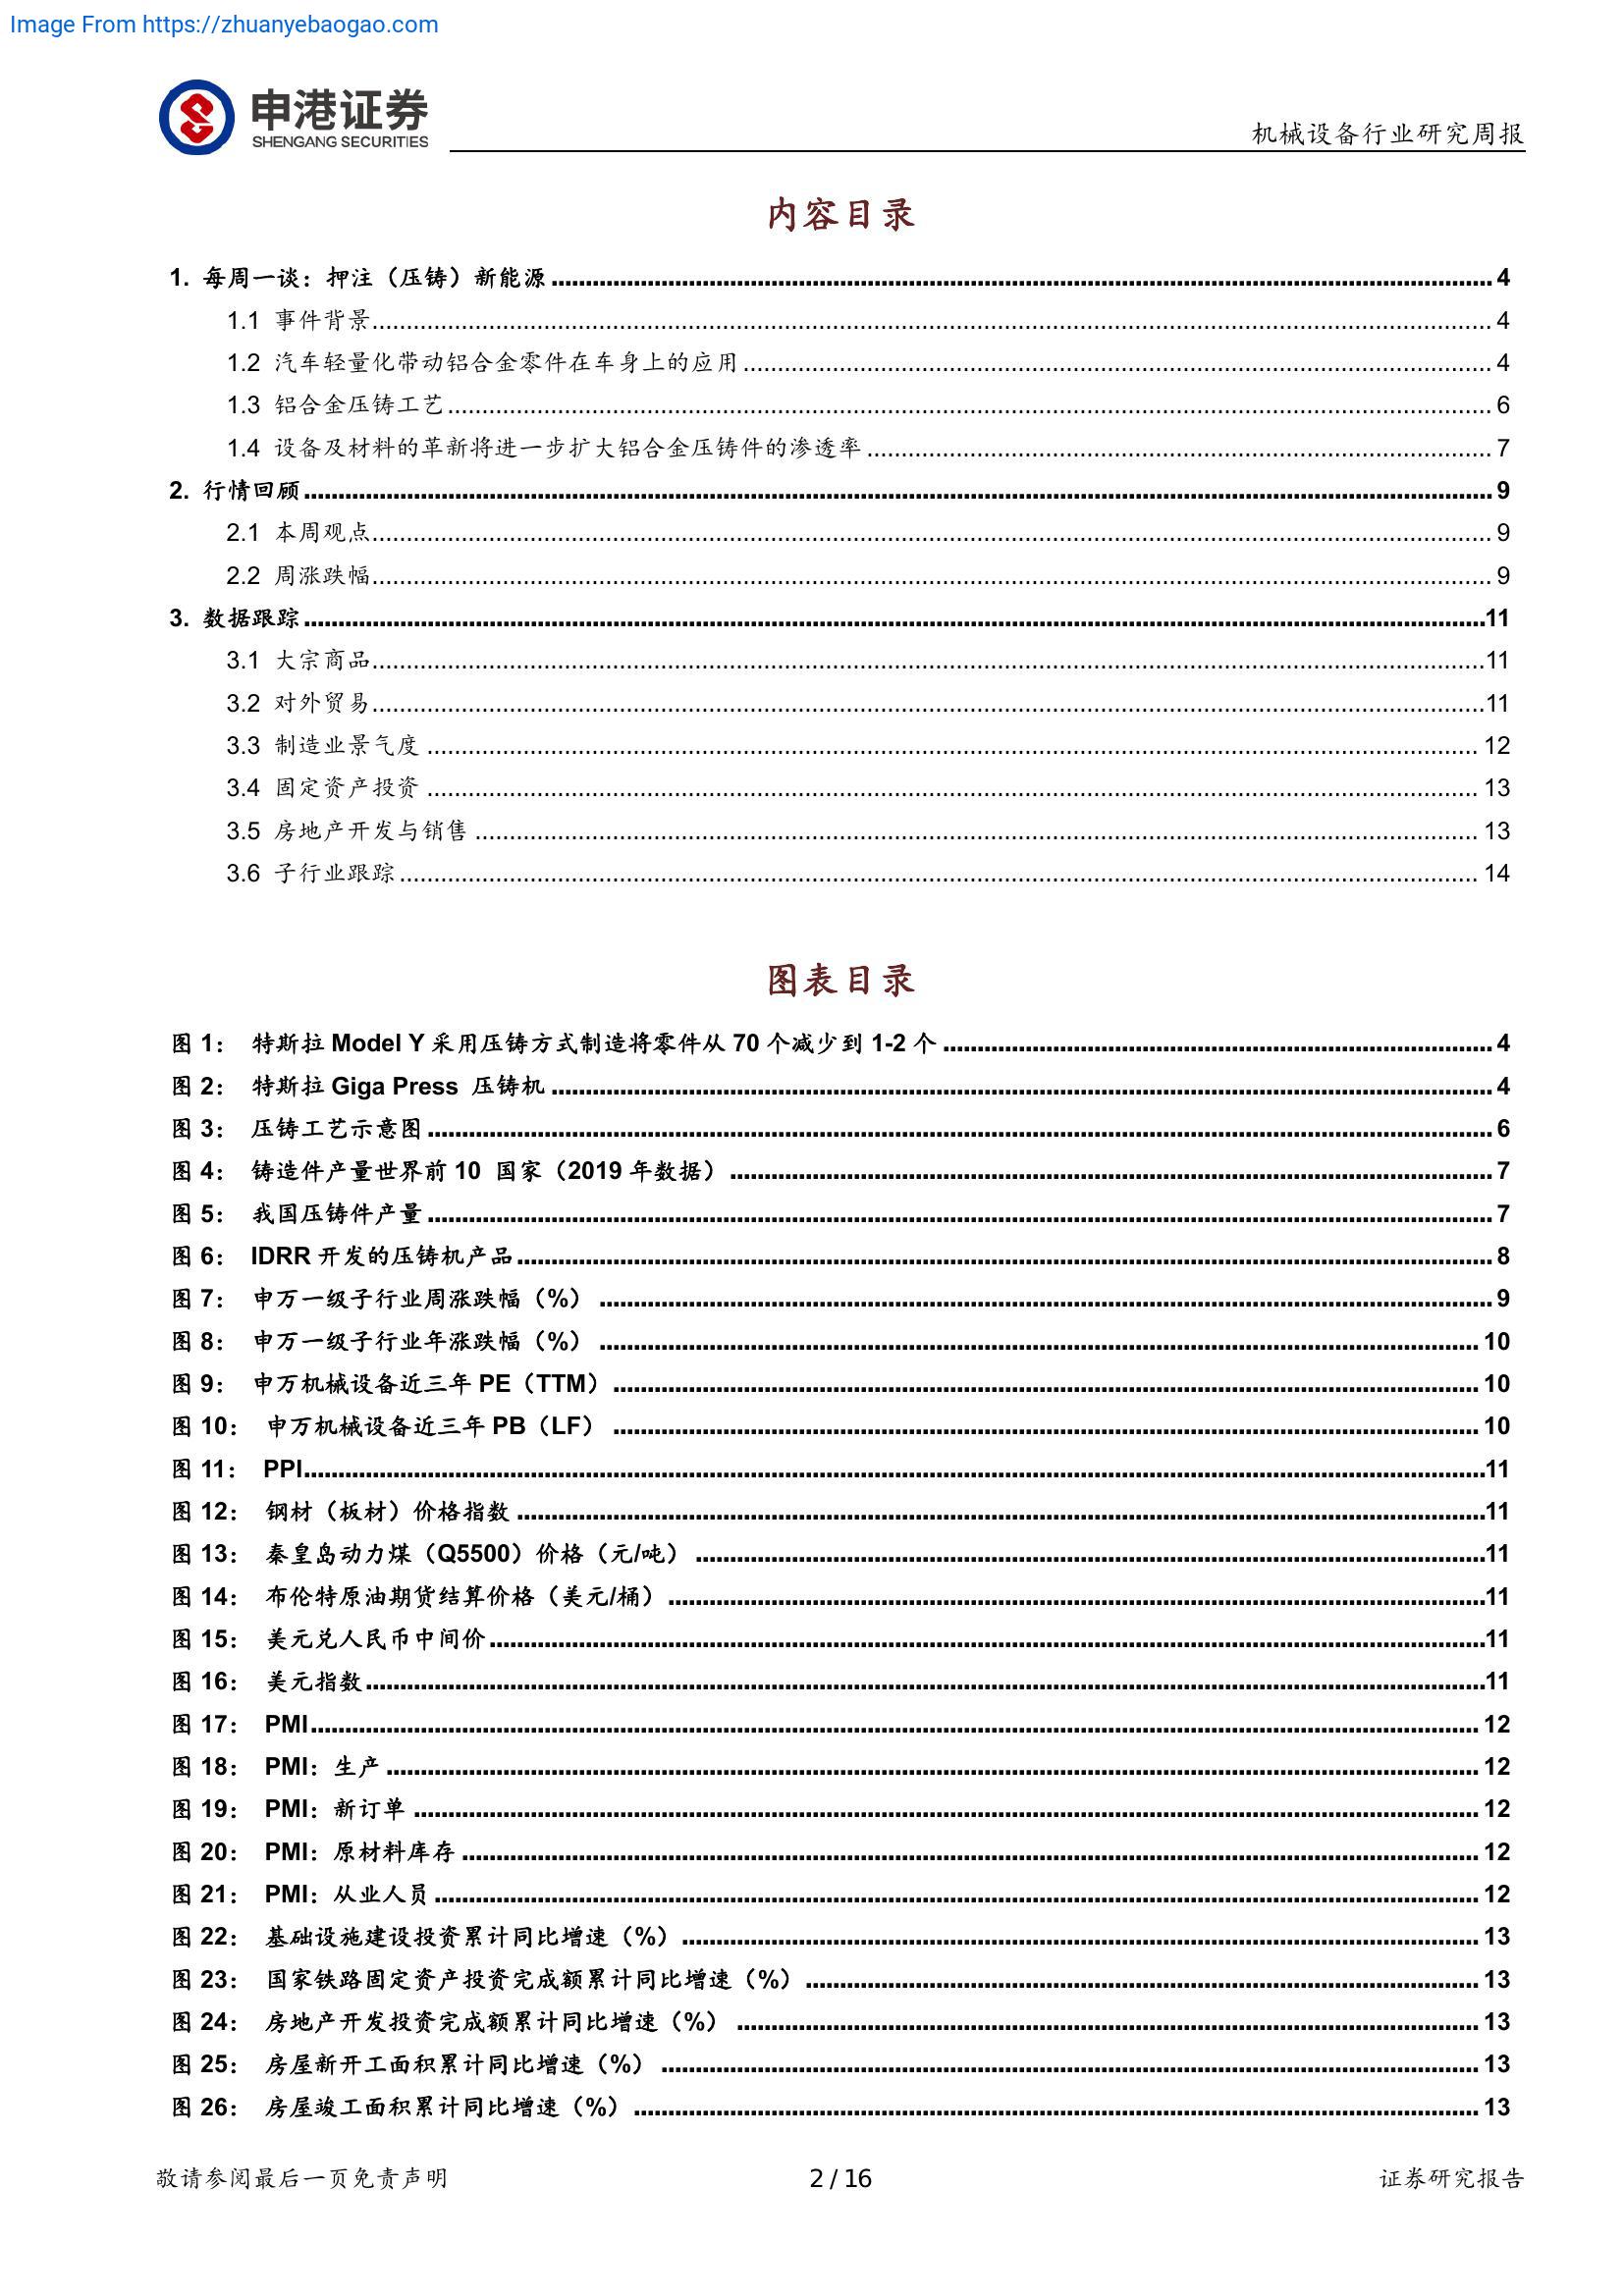 Image From https://zhuanyebaogao.com
申港证券
SHENGANG SECURITIES
机械设备行业研究周报
内容目录
1. 每周一谈：押注（压铸）新能源 4
1.1 事件背景 4
1.2 汽车轻量化带动铝合金零件在车身上的应用 4
1.3 铝合金压铸工艺 6
1.4 设备及材料的革新将进一步扩大铝合金压铸件的渗透率 7
2. 行情回顾 9
2.1 本周观点 9
2.2 周涨跌幅 9
3. 数据跟踪 11
3.1 大宗商品 11
3.2 对外贸易 11
3.3 制造业景气度 12
3.4 固定资产投资 13
3.5 房地产开发与销售 13
3.6 子行业跟踪 14
图表目录
图 1： 特斯拉 Model Y 采用压铸方式制造将零件从 70 个减少到 1-2 个 4
图 2： 特斯拉 Giga Press 压铸机 4
图 3： 压铸工艺示意图 6
图 4： 铸造件产量世界前 10 国家（2019 年数据） 7
图 5： 我国压铸件产量 7
图 6： IDRR 开发的压铸机产品 8
图 7： 申万一级子行业周涨跌幅（%） 9
图 8： 申万一级子行业年涨跌幅（%） 10
图 9： 申万机械设备近三年 PE（TTM） 10
图 10： 申万机械设备近三年 PB（LF） 10
图 11： PPI 11
图 12： 钢材（板材）价格指数 11
图 13： 秦皇岛动力煤（Q5500）价格（元/吨） 11
图 14： 布伦特原油期货结算价格（美元/桶） 11
图 15： 美元兑人民币中间价 11
图 16： 美元指数 11
图 17： PMI 12
图 18： PMI：生产 12
图 19： PMI：新订单 12
图 20： PMI：原材料库存 12
图 21： PMI：从业人员 12
图 22： 基础设施建设投资累计同比增速（%） 13
图 23： 国家铁路固定资产投资完成额累计同比增速（%） 13
图 24： 房地产开发投资完成额累计同比增速（%） 13
图 25： 房屋新开工面积累计同比增速（%） 13
图 26： 房屋竣工面积累计同比增速（%） 13
敬请参阅最后一页免责声明
2 / 16
证券研究报告